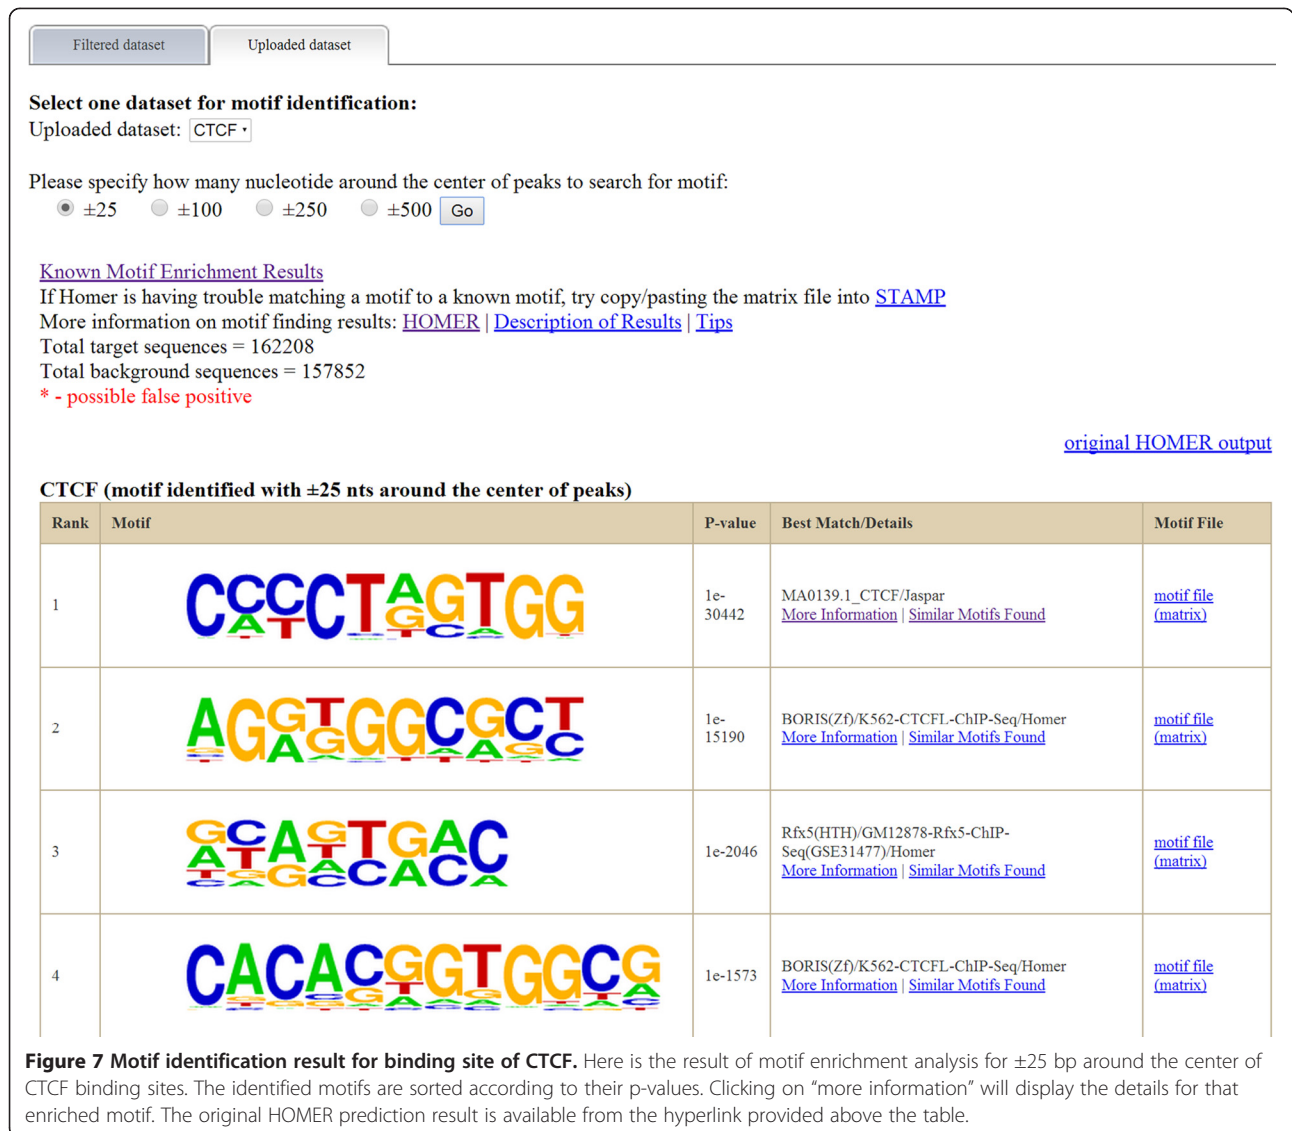 Filtered dataset
Uploaded dataset
Select one dataset for motif identification:
Uploaded dataset: CTCF
Please specify how many nucleotide around the center of peaks to search for motif:
±25 ±100 ±250 ±500 Go
Known Motif Enrichment Results
If Homer is having trouble matching a motif to a known motif, try copy/pasting the matrix file into STAMP
More information on motif finding results: HOMER | Description of Results | Tips
Total target sequences = 162208
Total background sequences = 157852
* - possible false positive
original HOMER output
CTCF (motif identified with ±25 nts around the center of peaks)
Rank Motif P-value Best Match/Details Motif File
1
CCCCTAGTGG
1e-
30442
MA0139.1_CTCF/Jaspar
More Information | Similar Motifs Found
motif file
(matrix)
2
AGGTGGCGCT
1e-
15190
BORIS(Zf)/K562-CTCFL-ChIP-Seq/Homer
More Information | Similar Motifs Found
motif file
(matrix)
3
GCAGTGAC
1e-2046
Rfx5(HTH)/GM12878-Rfx5-ChIP-
Seq(GSE31477)/Homer
More Information | Similar Motifs Found
motif file
(matrix)
4
CACACGGTGGCG
1e-1573
BORIS(Zf)/K562-CTCFL-ChIP-Seq/Homer
More Information | Similar Motifs Found
motif file
(matrix)
Figure 7 Motif identification result for binding site of CTCF. Here is the result of motif enrichment analysis for ±25 bp around the center of
CTCF binding sites. The identified motifs are sorted according to their p-values. Clicking on “more information” will display the details for that
enriched motif. The original HOMER prediction result is available from the hyperlink provided above the table.